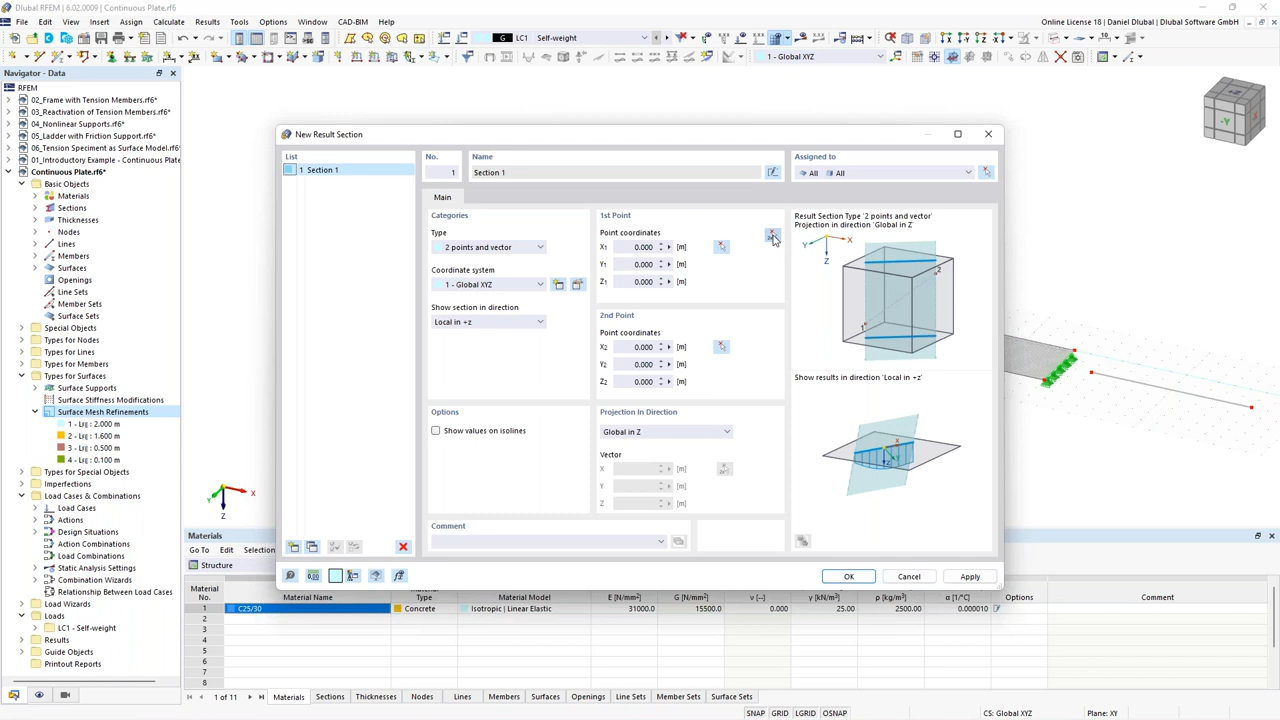 Dlubal RFEM | 6.02.0009 | Continuous Plate.rf6*
File Edit View Insert Assign Calculate Results Tools Options Window CAD-BIM Help
Online License 18 | Daniel Dlubal | Dlubal Software GmbH
G LC1 Self-weight
1 - Global XYZ
Navigator - Data
RFEM
02_Frame with Tension Members.rf6*
03_Reactivation of Tension Members.rf6*
04_Nonlinear Supports.rf6*
05_Ladder with Friction Support.rf6*
06_Tension Speciment as Surface Model.rf6*
01_Introductory Example - Continuous Plate
Continuous Plate.rf6*
Basic Objects
Materials
Sections
Thicknesses
Nodes
Lines
Members
Surfaces
Openings
Line Sets
Member Sets
Surface Sets
Special Objects
Types for Nodes
Types for Lines
Types for Members
Types for Surfaces
Surface Supports
Surface Stiffness Modifications
Surface Mesh Refinements
1 - LFE : 2.000 m
2 - LFE : 1.600 m
3 - LFE : 0.500 m
4 - LFE : 0.100 m
Types for Special Objects
Imperfections
Load Cases & Combinations
Load Cases
Actions
Design Situations
Action Combinations
Load Combinations
Static Analysis Settings
Combination Wizards
Relationship Between Load Cases
Load Wizards
Loads
LC1 - Self-weight
Results
Guide Objects
Printout Reports
New Result Section
List
1 Section 1
No.
1
Name
Section 1
Assigned to
All All
Main
Categories
Type
2 points and vector
Coordinate system
1 - Global XYZ
Show section in direction
Local in +z
Options
Show values on isolines
1st Point
Point coordinates
X1 0.000 [m]
Y1 0.000 [m]
Z1 0.000 [m]
2nd Point
Point coordinates
X2 0.000 [m]
Y2 0.000 [m]
Z2 0.000 [m]
Projection In Direction
Global in Z
Vector
X [m]
Y [m]
Z [m]
Comment
Result Section Type '2 points and vector'
Projection in direction 'Global in Z'
Y X
Z
2
1
Show results in direction 'Local in +z'
x
y
z
OK Cancel Apply
-Z
-Y
Y X
Z
Materials
Go To Edit Selection
Structure
Material No. Material Name Material Type Material Model E [N/mm²] G [N/mm²] ν [--] γ [kN/m³] ρ [kg/m³] α [1/°C] Options Comment
1 C25/30 Concrete Isotropic | Linear Elastic 31000.0 15500.0 0.000 25.00 2500.00 0.000010
2
3
4
5
6
7
8
1 of 11 Materials Sections Thicknesses Nodes Lines Members Surfaces Openings Line Sets Member Sets Surface Sets
SNAP GRID LGRID OSNAP CS: Global XYZ Plane: XY